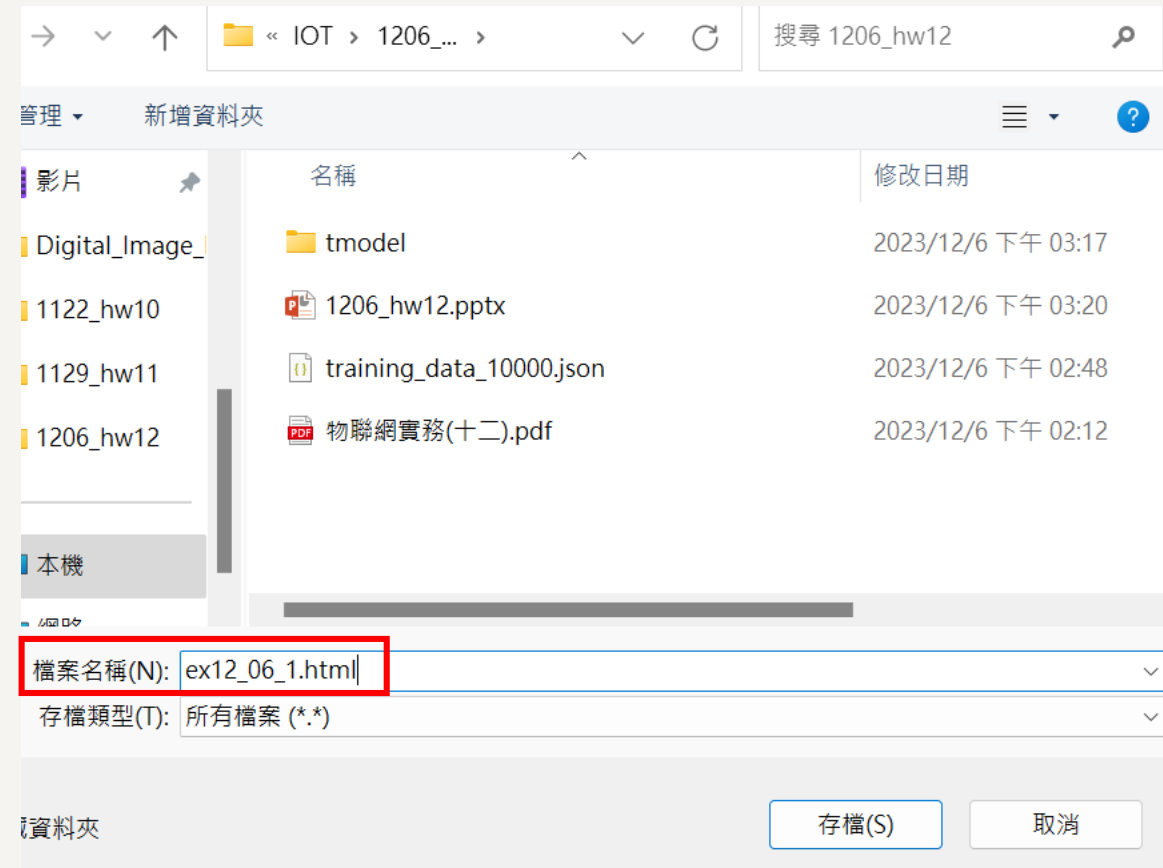 « IOT › 1206_... ›
搜尋 1206_hw12
管理
新增資料夾
?
影片
Digital_Image_
1122_hw10
1129_hw11
1206_hw12
本機
網路
名稱
修改日期
tmodel
2023/12/6 下午 03:17
1206_hw12.pptx
2023/12/6 下午 03:20
training_data_10000.json
2023/12/6 下午 02:48
物聯網實務(十二).pdf
2023/12/6 下午 02:12
檔案名稱(N): ex12_06_1.html
存檔類型(T): 所有檔案 (*.*)
資料夾
存檔(S)
取消